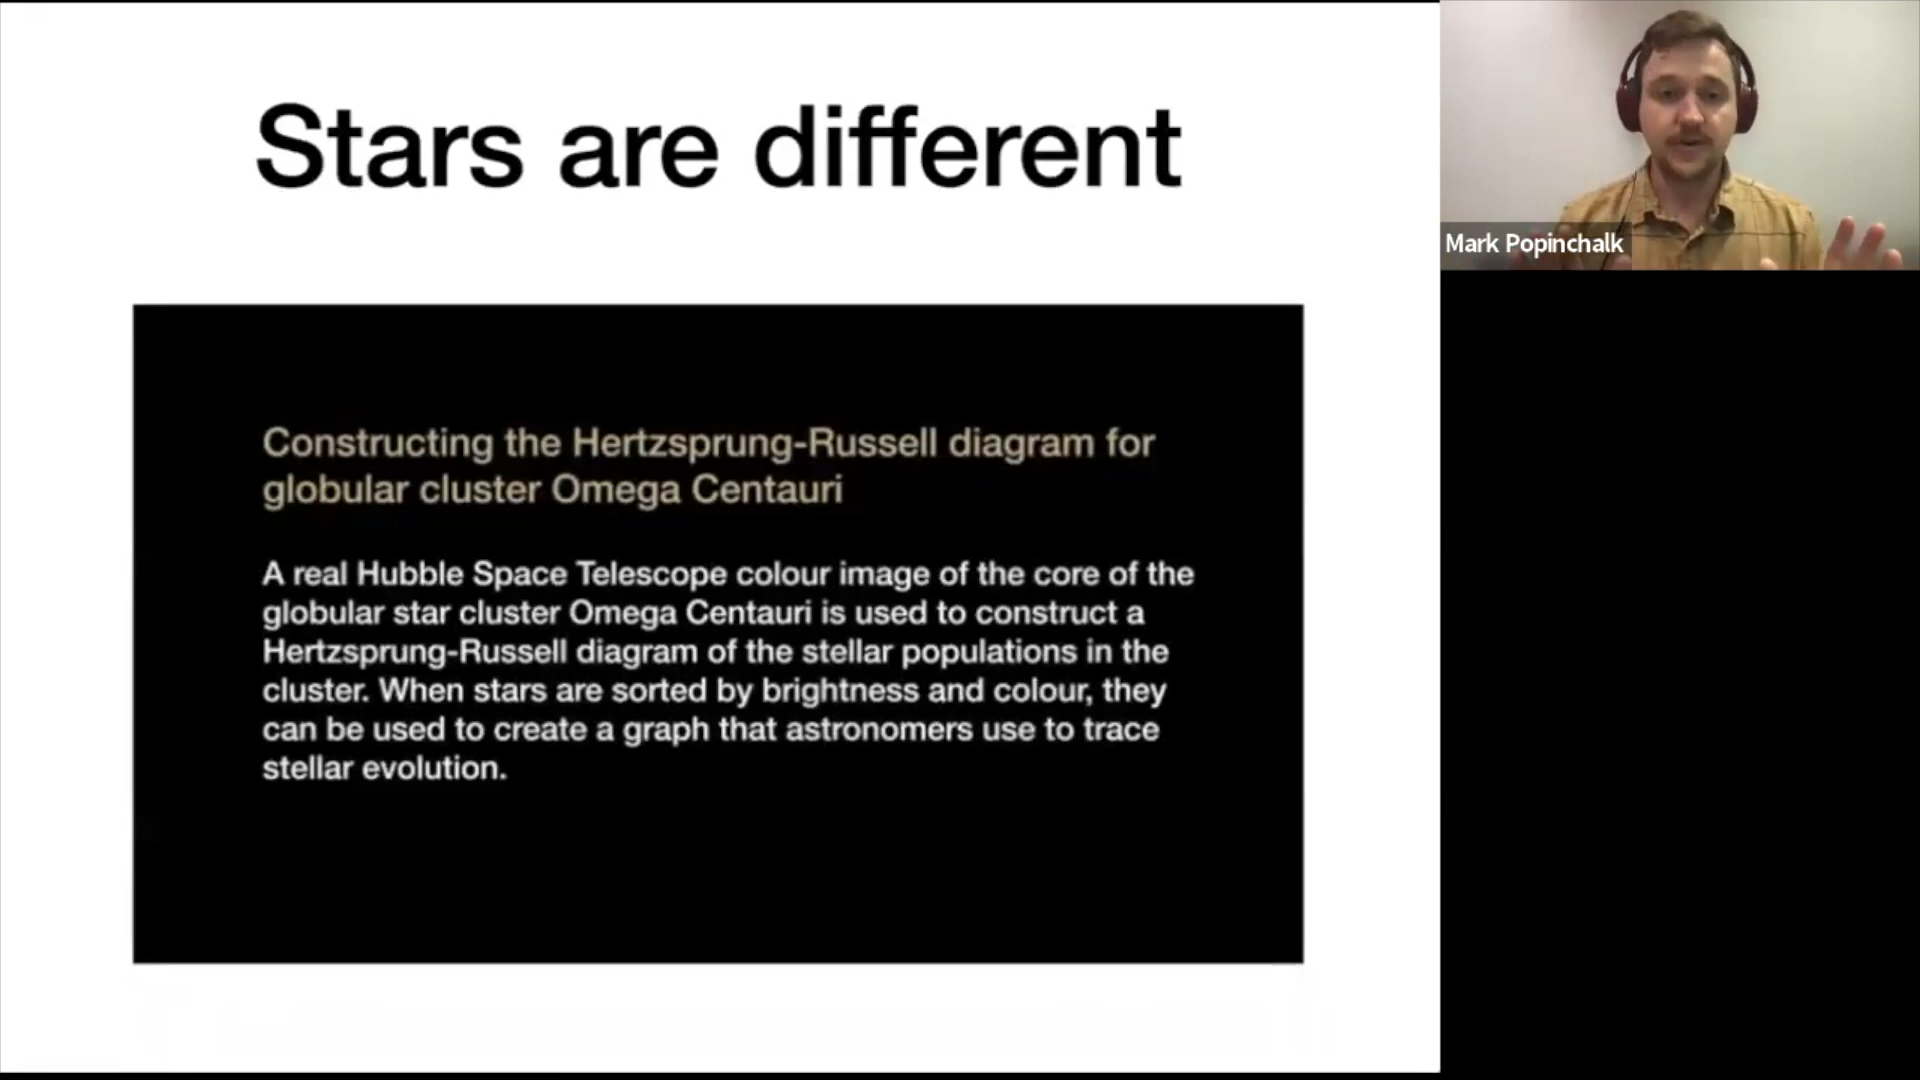 Stars are different
Mark Popinchalk
Constructing the Hertzsprung-Russell diagram for
globular cluster Omega Centauri
A real Hubble Space Telescope colour image of the core of the
globular star cluster Omega Centauri is used to construct a
Hertzsprung-Russell diagram of the stellar populations in the
cluster. When stars are sorted by brightness and colour, they
can be used to create a graph that astronomers use to trace
stellar evolution.